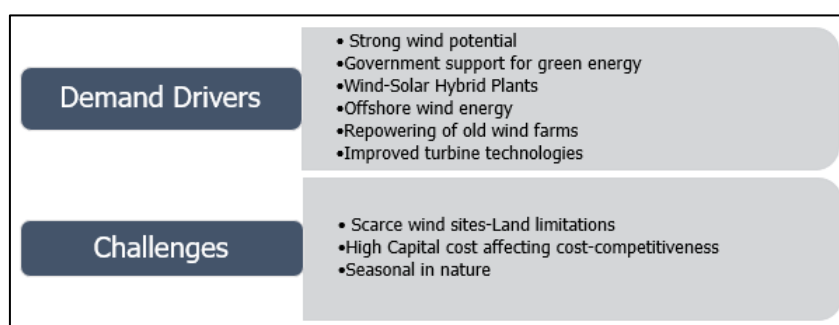 Demand Drivers
• Strong wind potential
•Government support for green energy
•Wind-Solar Hybrid Plants
•Offshore wind energy
•Repowering of old wind farms
•Improved turbine technologies
Challenges
• Scarce wind sites-Land limitations
•High Capital cost affecting cost-competitiveness
•Seasonal in nature